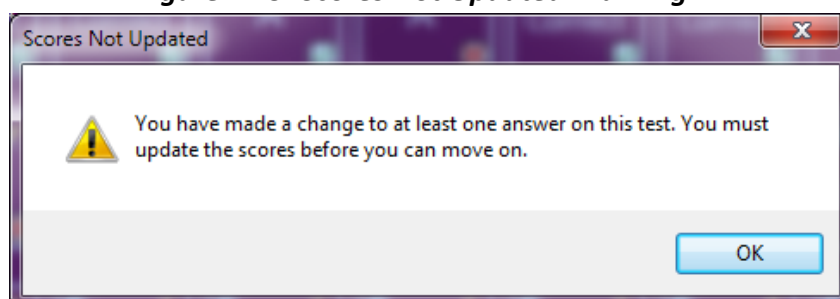 Scores Not Updated
You have made a change to at least one answer on this test. You must
update the scores before you can move on.
OK